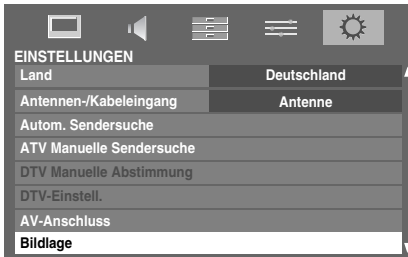 EINSTELLUNGEN
Land Deutschland
Antennen-/Kabeleingang Antenne
Autom. Sendersuche
ATV Manuelle Sendersuche
DTV Manuelle Abstimmung
DTV-Einstell.
AV-Anschluss
Bildlage